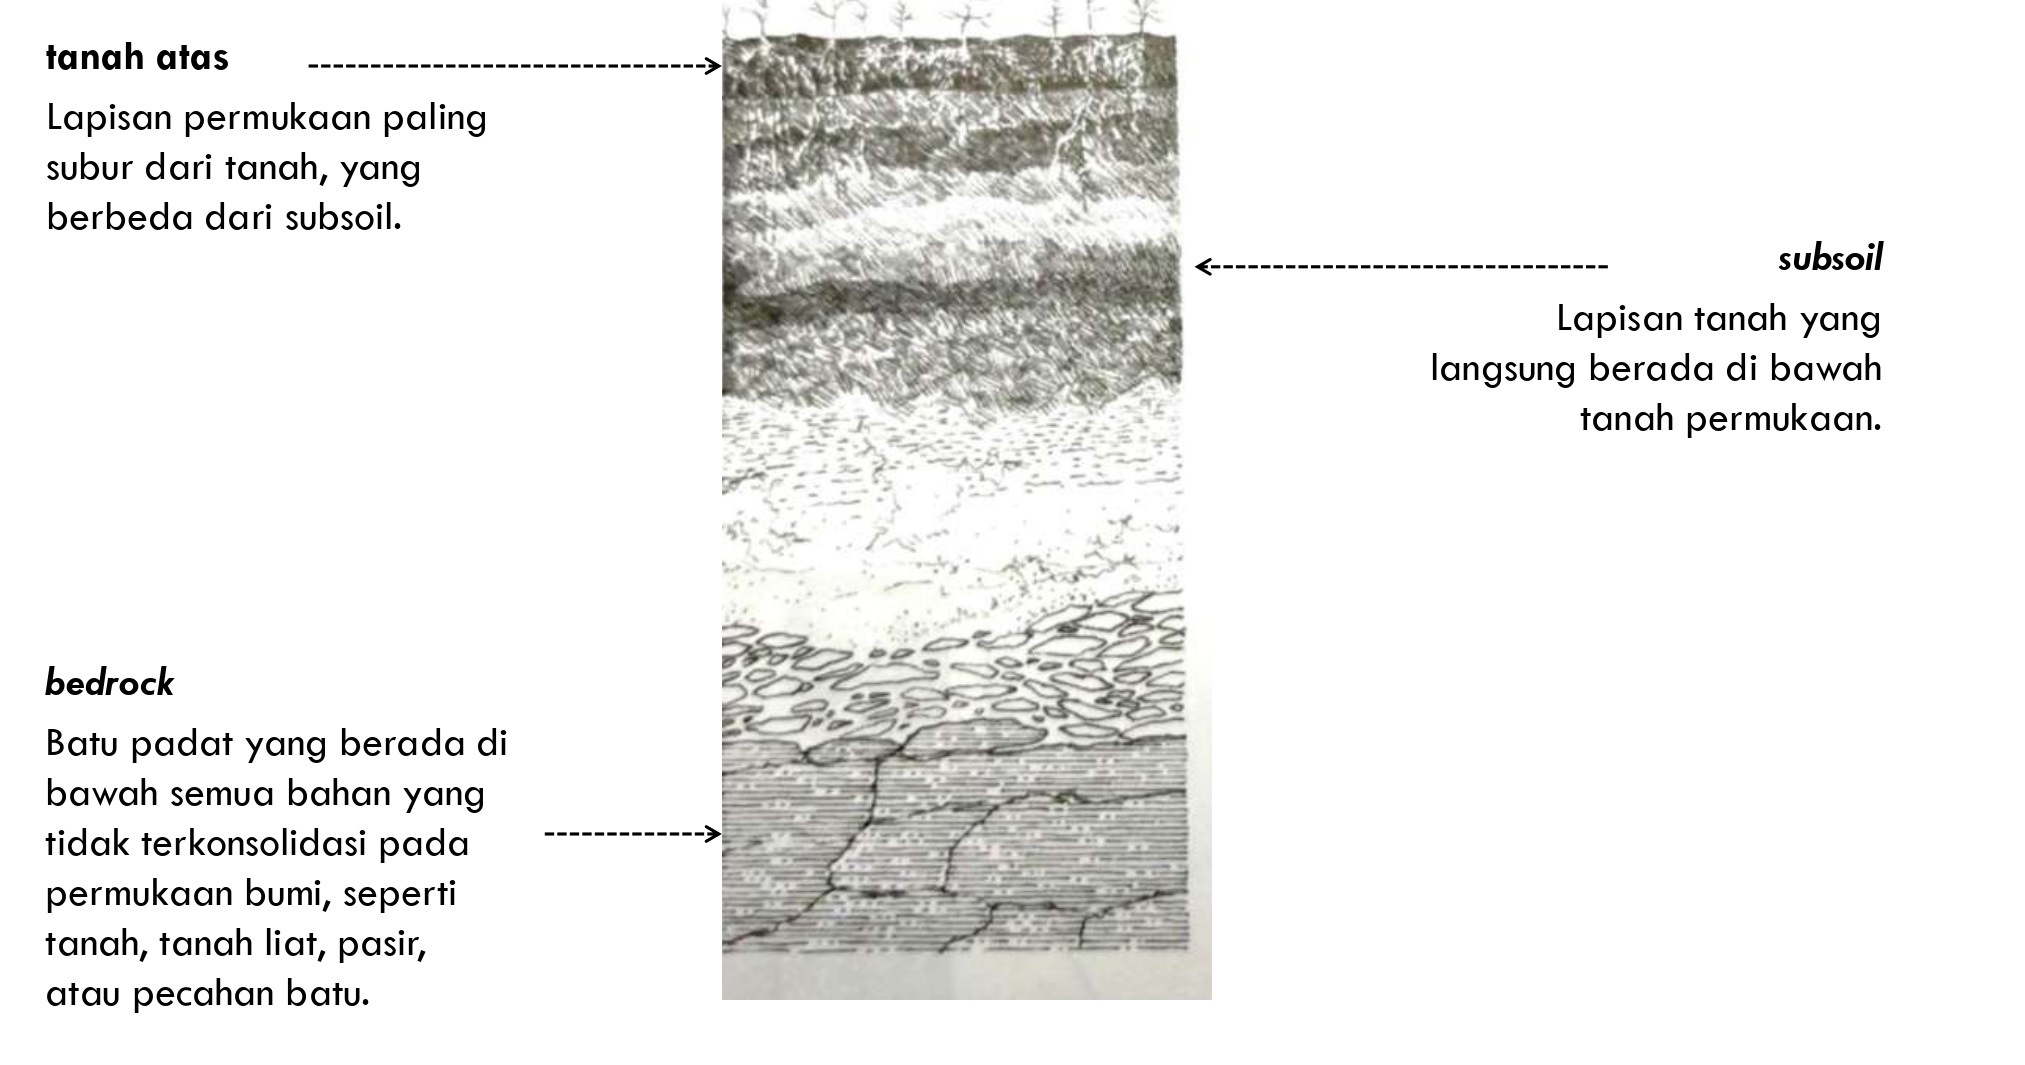 tanah atas
Lapisan permukaan paling
subur dari tanah, yang
berbeda dari subsoil.
subsoil
Lapisan tanah yang
langsung berada di bawah
tanah permukaan.
bedrock
Batu padat yang berada di
bawah semua bahan yang
tidak terkonsolidasi pada
permukaan bumi, seperti
tanah, tanah liat, pasir,
atau pecahan batu.